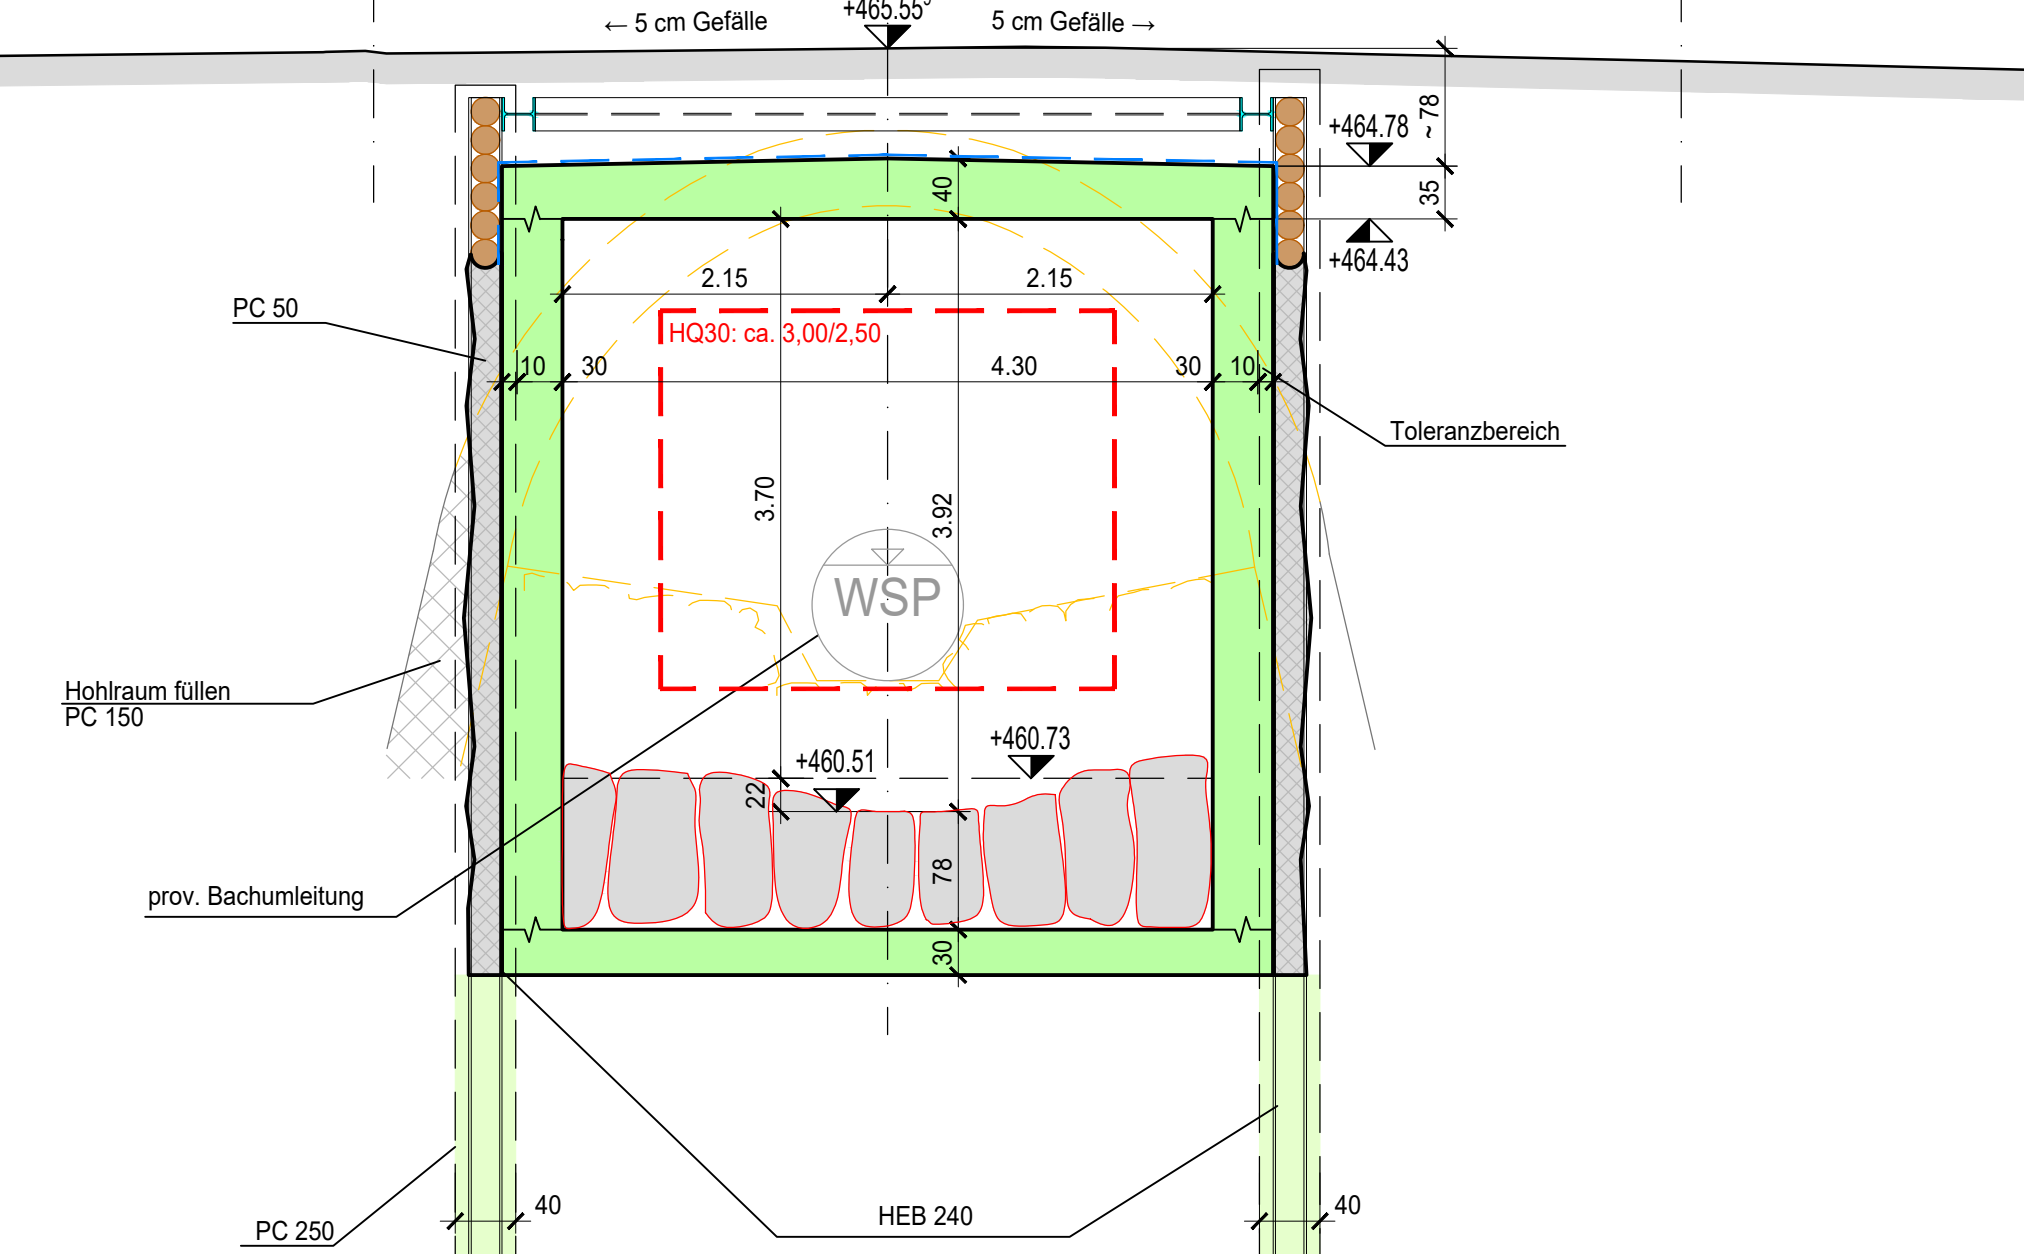 +465.55⁹
← 5 cm Gefälle
5 cm Gefälle →
~78
+464.78
35
+464.43
40
2.15
2.15
PC 50
HQ30: ca. 3,00/2,50
10
30
4.30
30
10
Toleranzbereich
3.70
3.92
WSP
Hohlraum füllen
PC 150
+460.73
+460.51
22
78
prov. Bachumleitung
30
40
HEB 240
40
PC 250